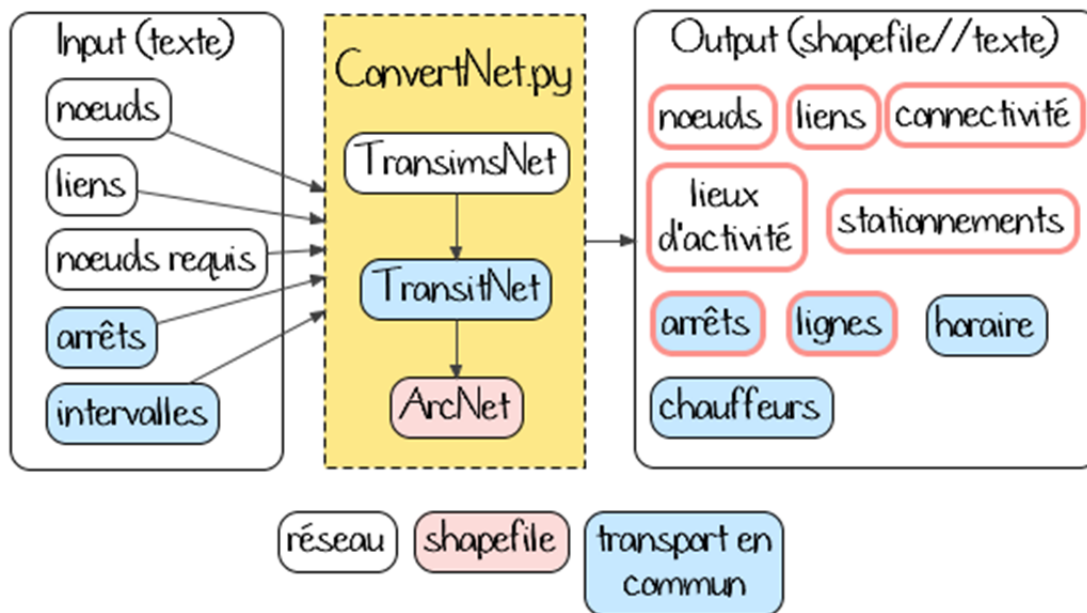 Input (texte)
noeuds
liens
noeuds requis
arrêts
intervalles
ConvertNet.py
TransimsNet
TransitNet
ArcNet
Output (shapefile//texte)
noeuds
liens
connectivité
lieux
d'activité
stationnements
arrêts
lignes
horaire
chauffeurs
réseau
shapefile
transport en
commun